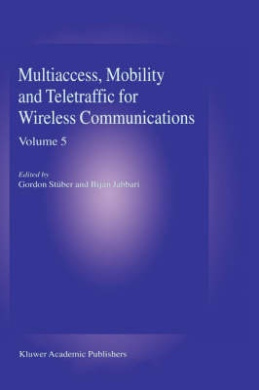 Multiaccess, Mobility
and Teletraffic for
Wireless Communications
Volume 5
Edited by
Gordon Stüber and Bijan Jabbari
Kluwer Academic Publishers